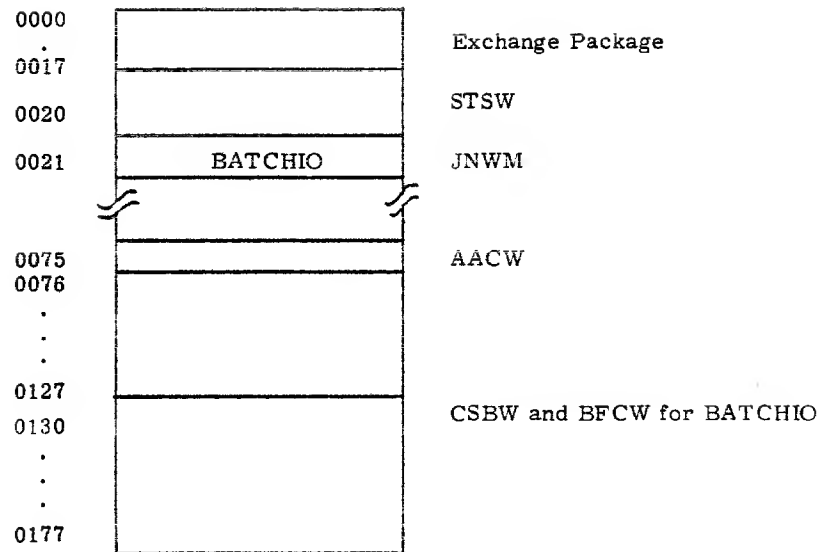 0000
.
0017
Exchange Package
0020
STSW
0021 BATCHIO JNWM
0075 AACW
0076
.
.
.
0127
CSBW and BFCW for BATCHIO
0130
.
.
.
0177